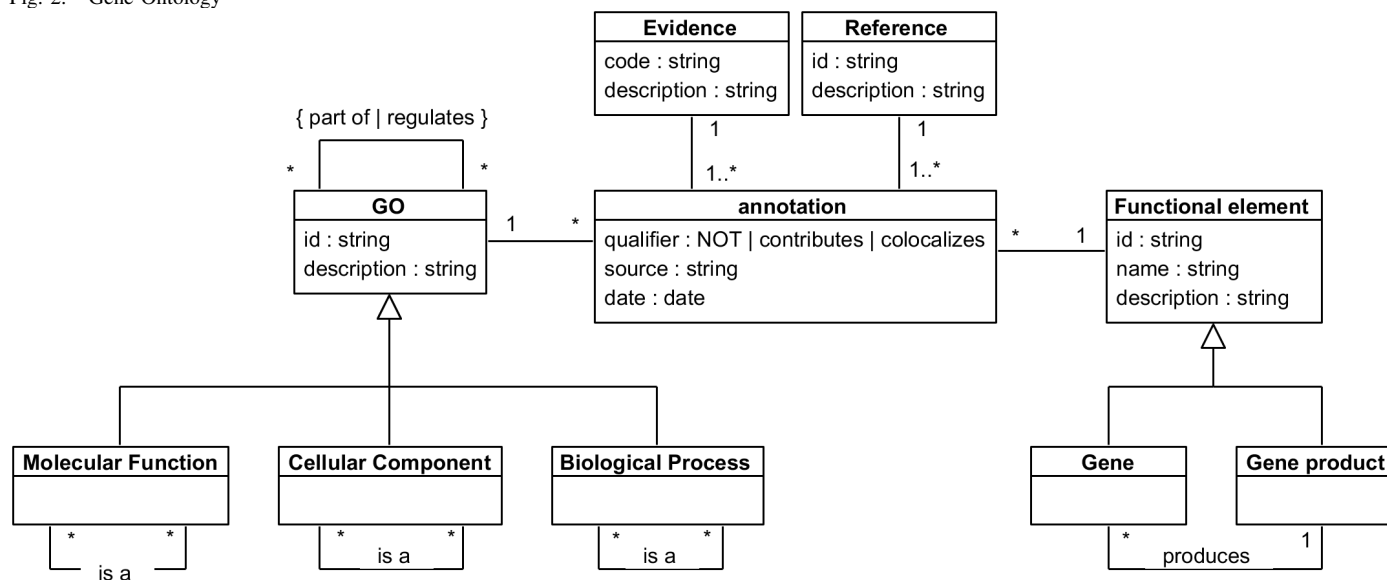 Fig. 2. Gene Ontology
Evidence
code : string
description : string
Reference
id : string
description : string
{ part of | regulates }
*
*
1
1..*
1
1..*
GO
id : string
description : string
1
*
annotation
qualifier : NOT | contributes | colocalizes
source : string
date : date
*
1
Functional element
id : string
name : string
description : string
Molecular Function
*
*
is a
Cellular Component
*
*
is a
Biological Process
*
*
is a
Gene
Gene product
*
produces
1